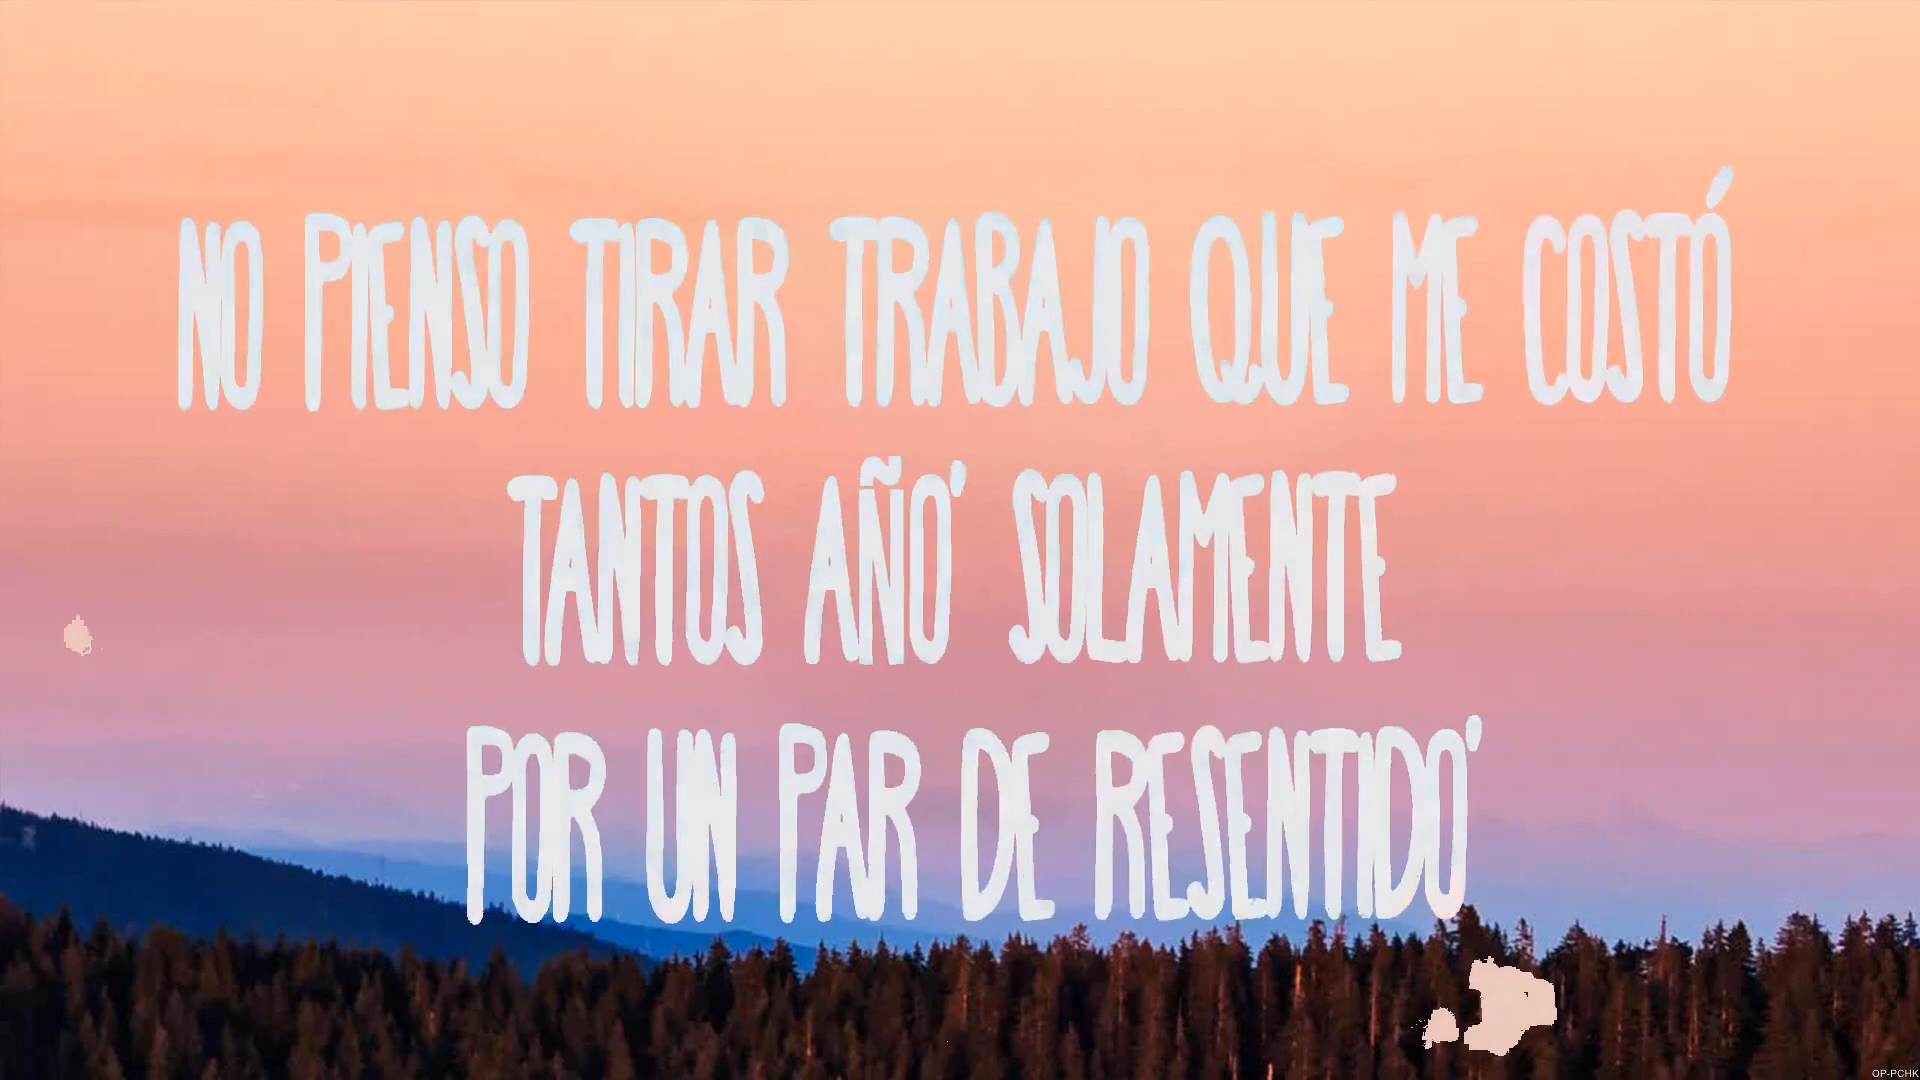 NO PIENSO TIRAR TRABAJO QUE ME COSTÓ
TANTOS AÑO' SOLAMENTE
POR UN PAR DE RESENTIDO'
OP-PCHK